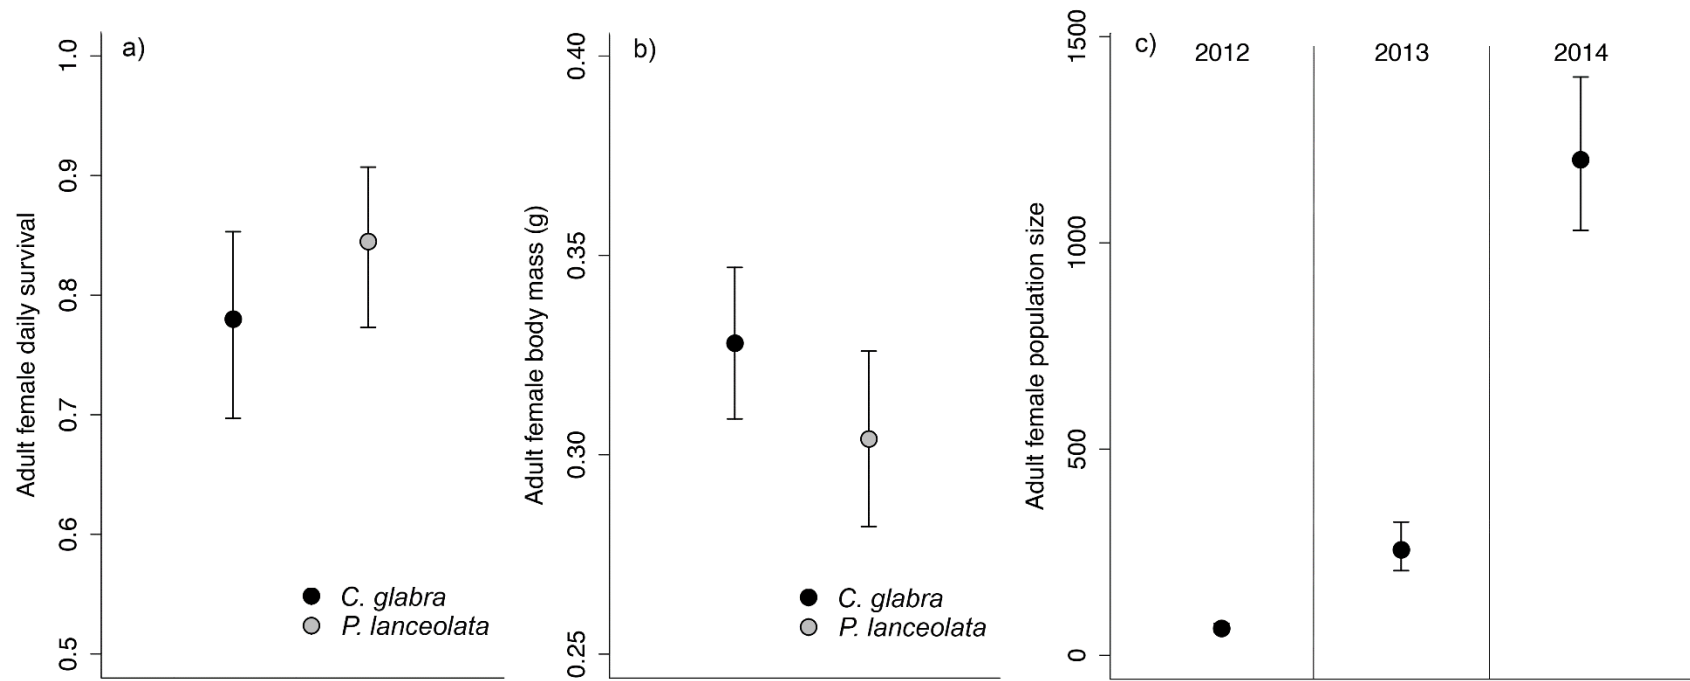 a)
Adult female daily survival
1.0
0.9
0.8
0.7
0.6
0.5
C. glabra
P. lanceolata
b)
Adult female body mass (g)
0.40
0.35
0.30
0.25
C. glabra
P. lanceolata
c)
2012
2013
2014
Adult female population size
1500
1000
500
0